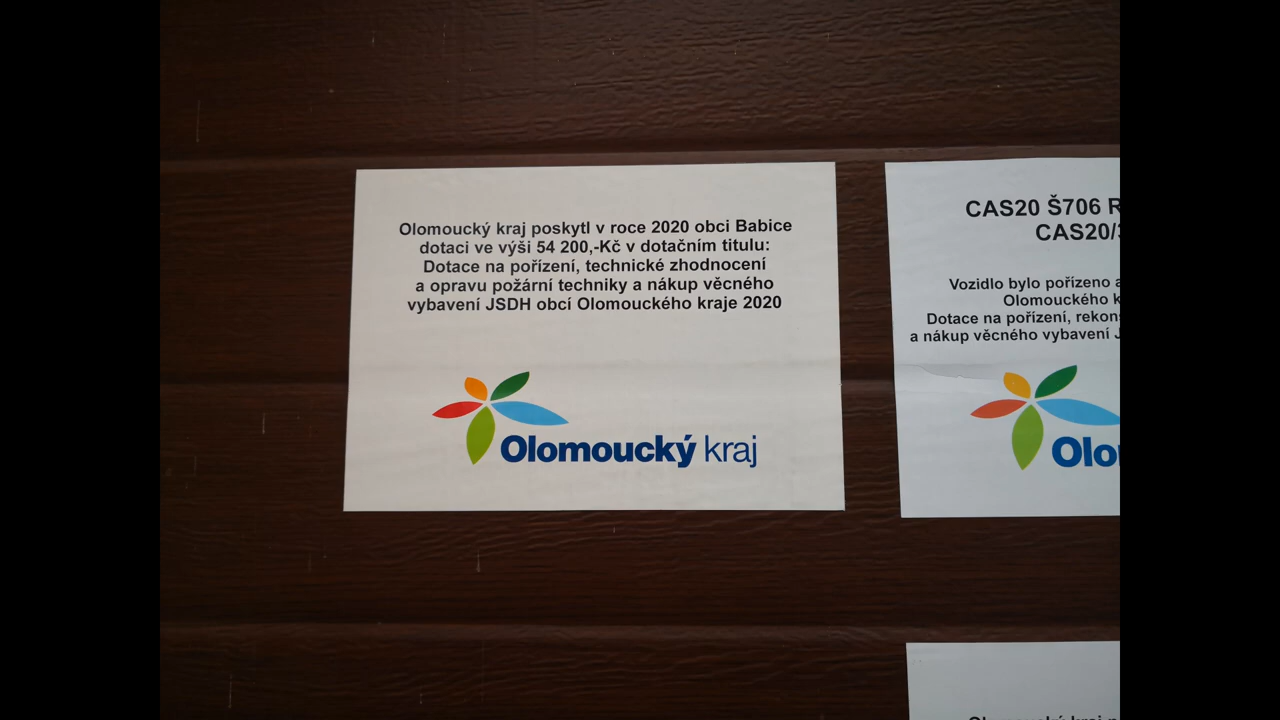 Olomoucký kraj poskytl v roce 2020 obci Babice
dotaci ve výši 54 200,-Kč v dotačním titulu:
Dotace na pořízení, technické zhodnocení
a opravu požární techniky a nákup věcného
vybavení JSDH obcí Olomouckého kraje 2020
Olomoucký kraj
CAS20 Š706 R
CAS20/
Vozidlo bylo pořízeno
Olomouckého
Dotace na pořízení,
a nákup věcného vybavení